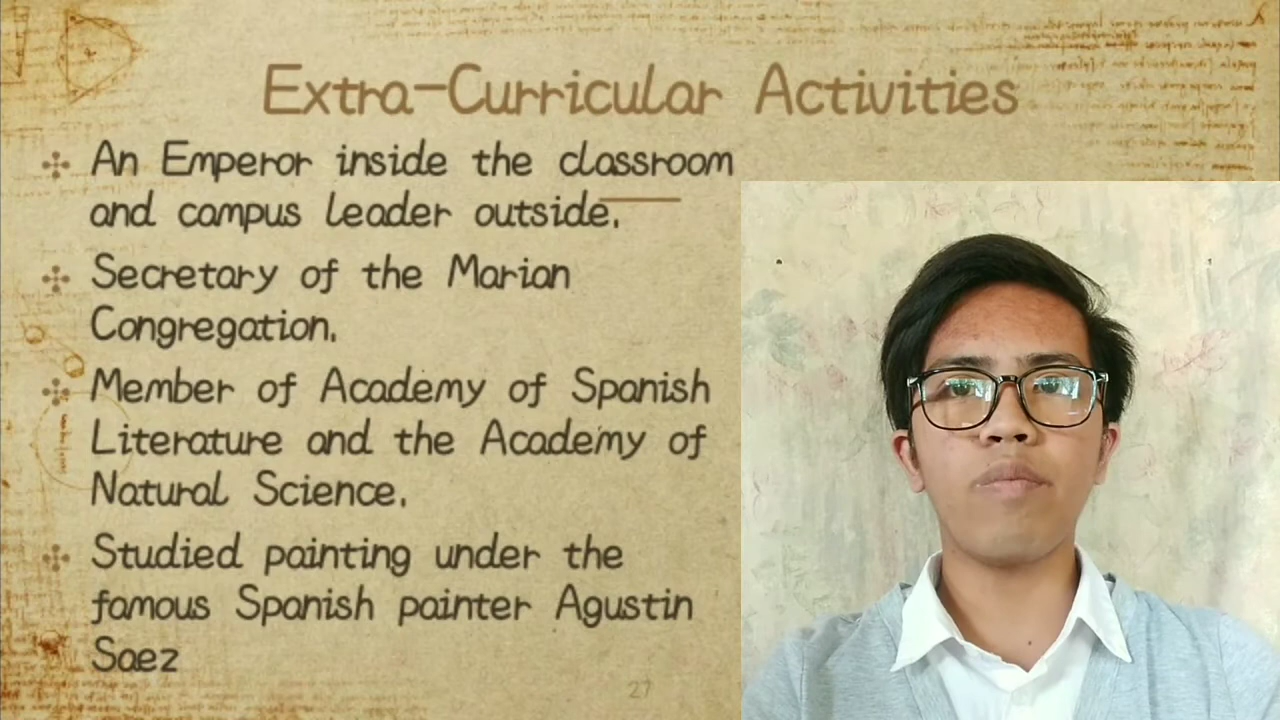 Extra-Curricular Activities
An Emperor inside the classroom
and campus leader outside.
Secretary of the Marian
Congregation.
Member of Academy of Spanish
Literature and the Academy of
Natural Science.
Studied painting under the
famous Spanish painter Agustin
Saez
27